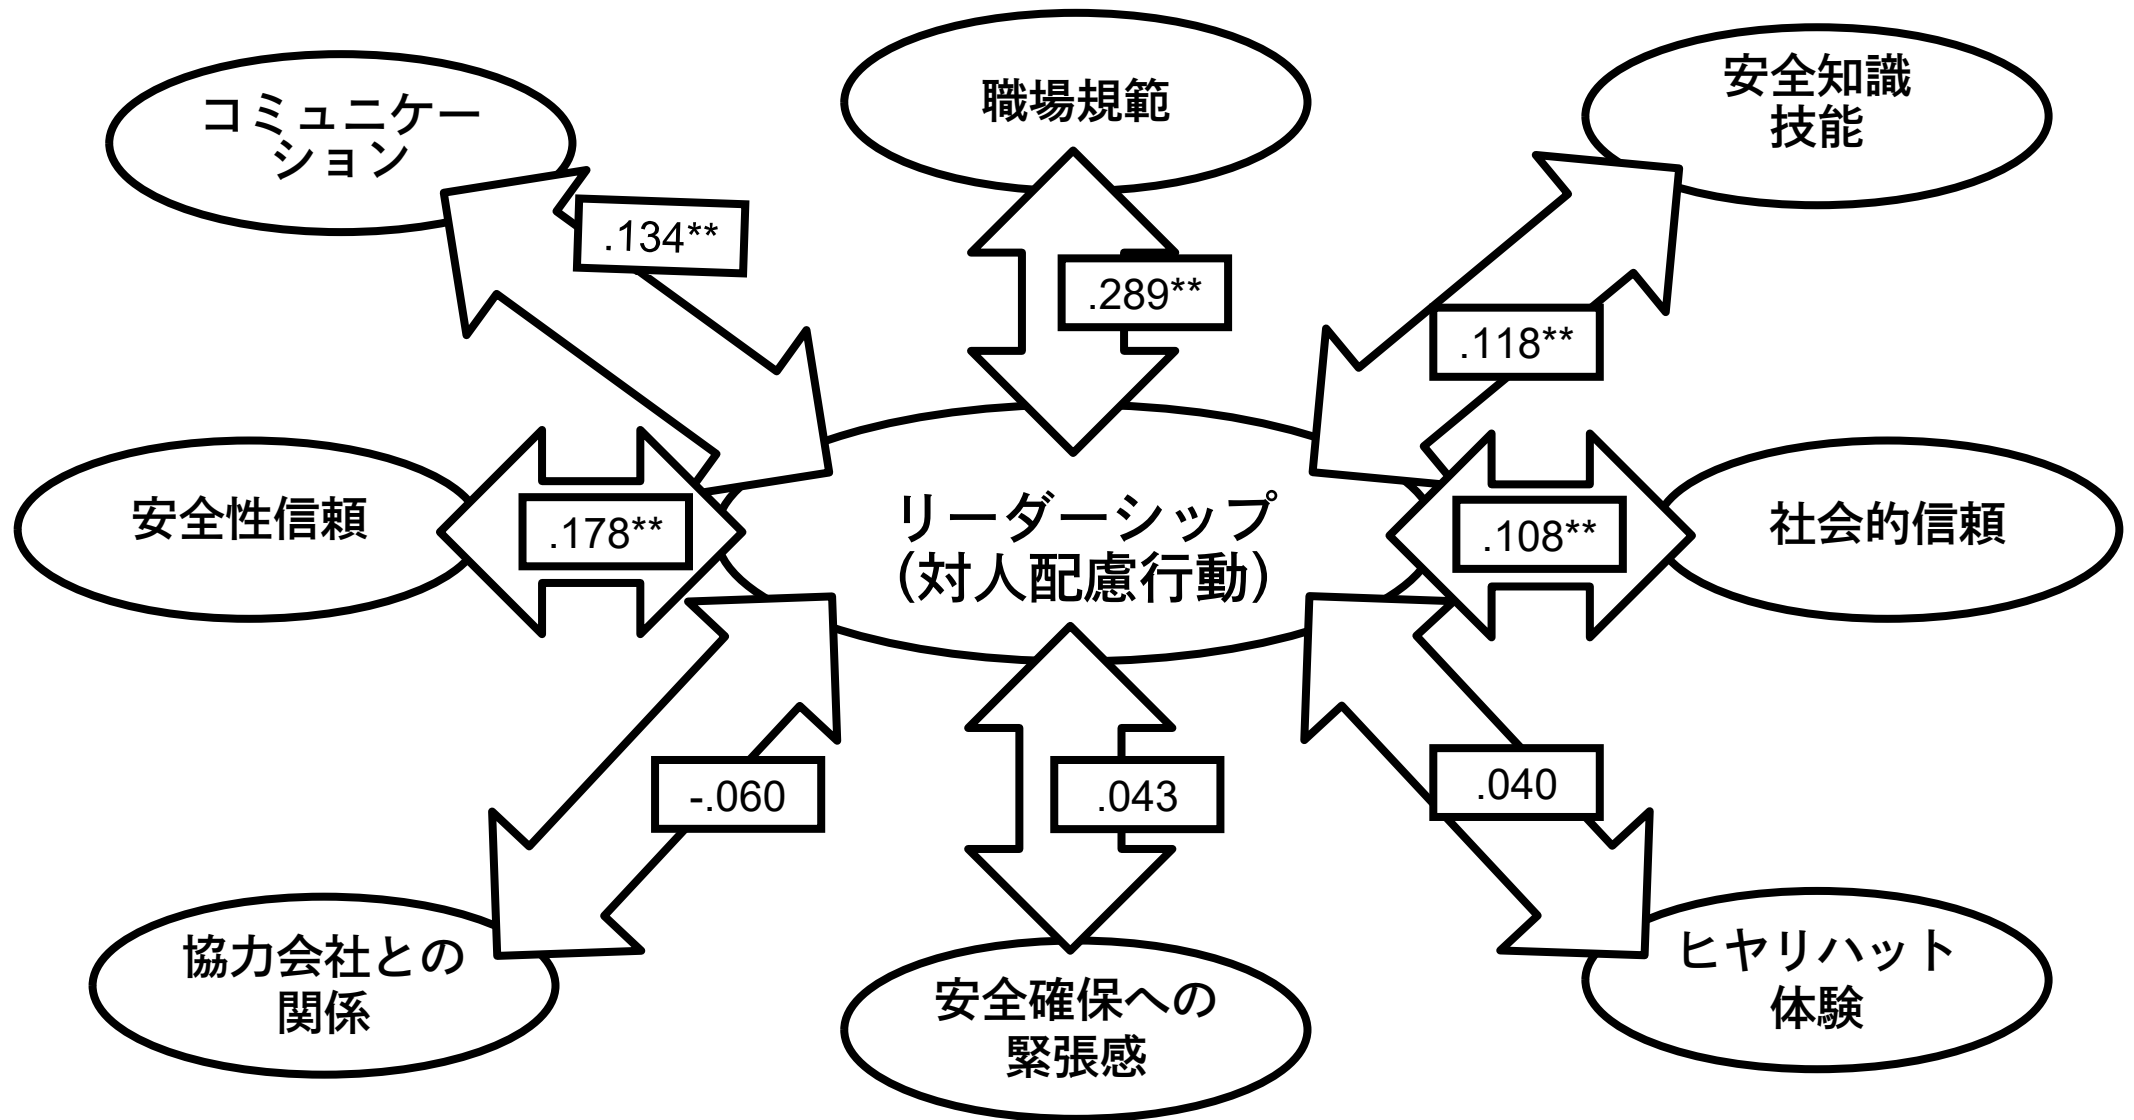 職場規範
安全知識
技能
コミュニケー
ション
.134**
.289**
.118**
安全性信頼
.178**
リーダーシップ
（対人配慮行動）
.108**
社会的信頼
-.060
.043
.040
協力会社との
関係
安全確保への
緊張感
ヒヤリハット
体験